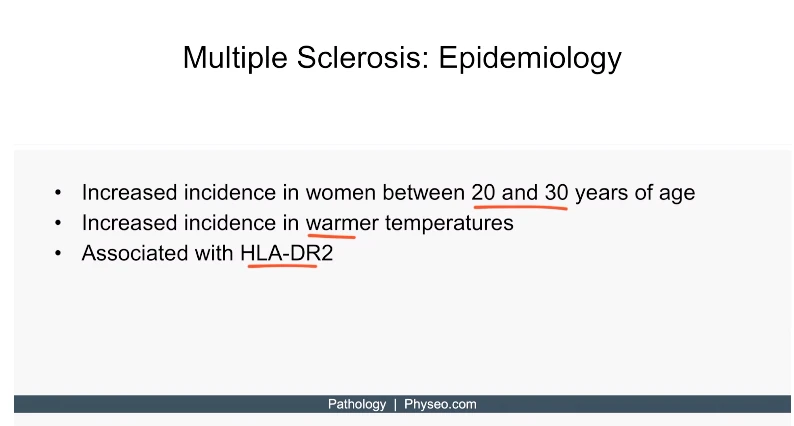 Multiple Sclerosis: Epidemiology
• Increased incidence in women between 20 and 30 years of age
• Increased incidence in warmer temperatures
• Associated with HLA-DR2
Pathology | Physeo.com